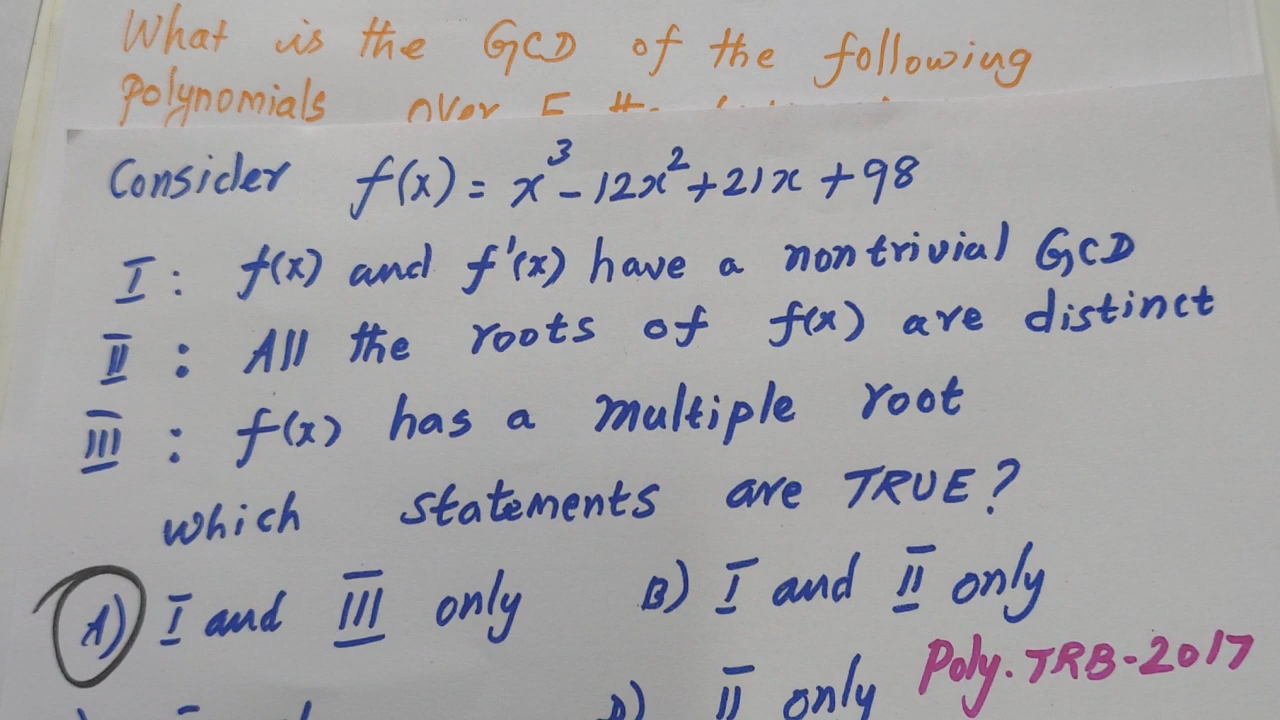 What is the GCD of the following
polynomials over F
Consider f(x) = x³ - 12x² + 21x + 98
I : f(x) and f'(x) have a nontrivial GCD
II : All the roots of f(x) are distinct
III : f(x) has a multiple root
which statements are TRUE?
A) I and III only B) I and II only
D) II only Poly.TRB-2017